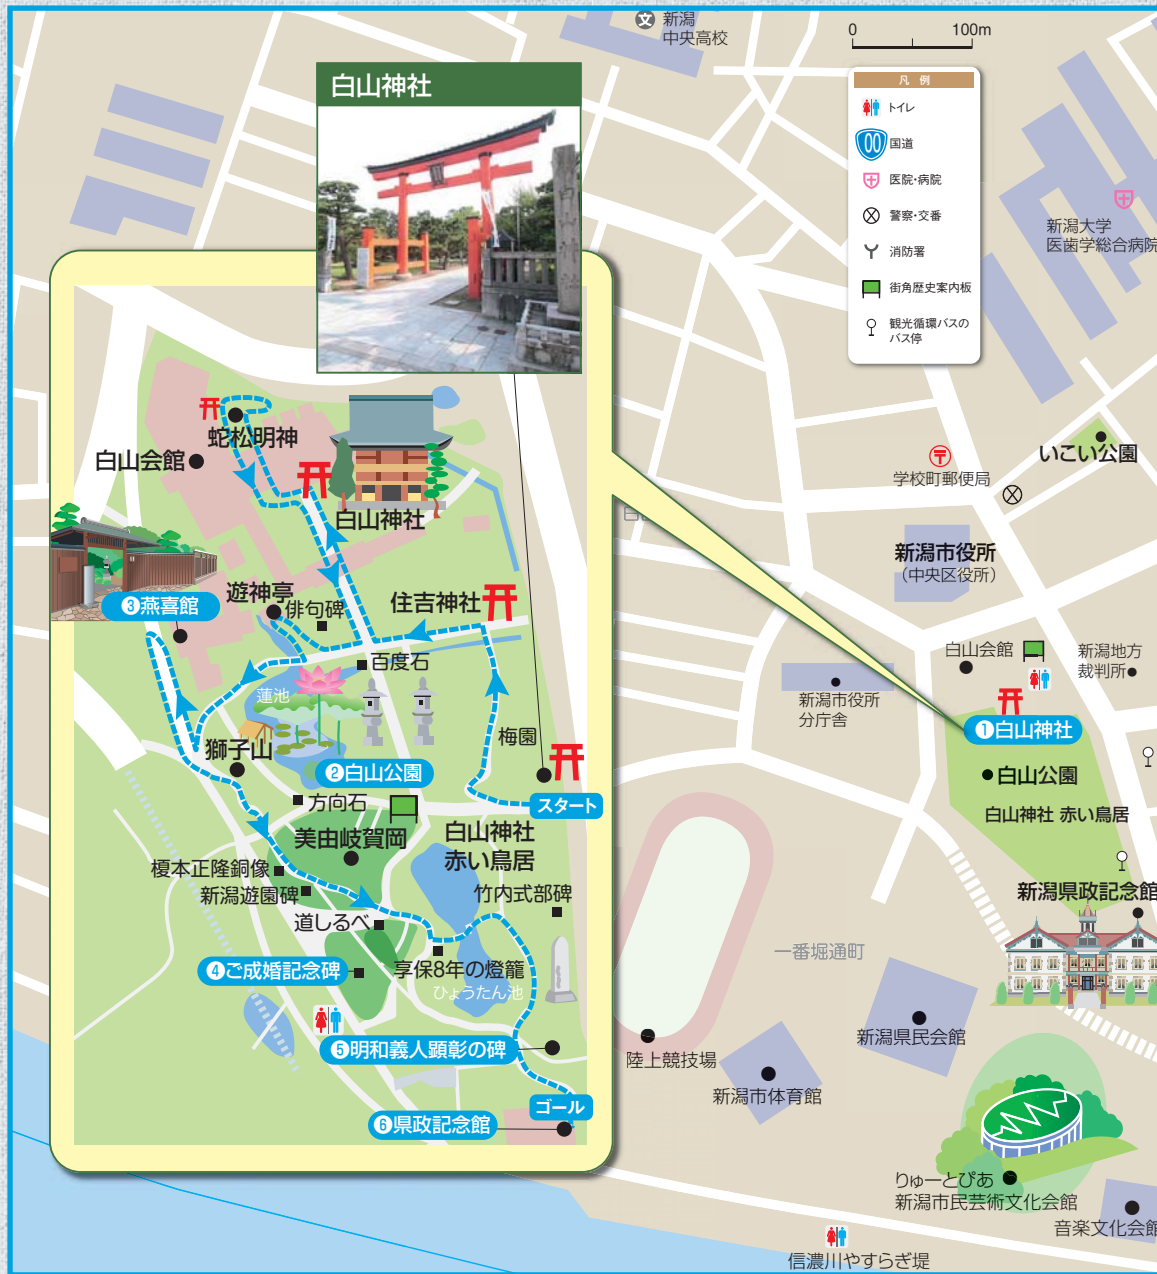 新潟
中央高校
0 100m
凡 例
トイレ
00 国道
医院・病院
警察・交番
消防署
街角歴史案内板
観光循環バスの
バス停
白山神社
新潟大学
医歯学総合病院
蛇松明神
白山会館
白山神社
③燕喜館
遊神亭
俳句碑
住吉神社
百度石
蓮池
獅子山
②白山公園
梅園
スタート
方向石
美由岐賀岡
白山神社
赤い鳥居
榎本正隆銅像
新潟遊園碑
竹内式部碑
道しるべ
④ご成婚記念碑
享保8年の燈籠
ひょうたん池
⑤明和義人顕彰の碑
ゴール
⑥県政記念館
いこい公園
学校町郵便局
新潟市役所
(中央区役所)
白山会館
新潟地方
裁判所
新潟市役所
分庁舎
①白山神社
白山公園
白山神社 赤い鳥居
新潟県政記念館
一番堀通町
新潟県民会館
陸上競技場
新潟市体育館
りゅーとぴあ
新潟市民芸術文化会館
音楽文化会館
信濃川やすらぎ堤